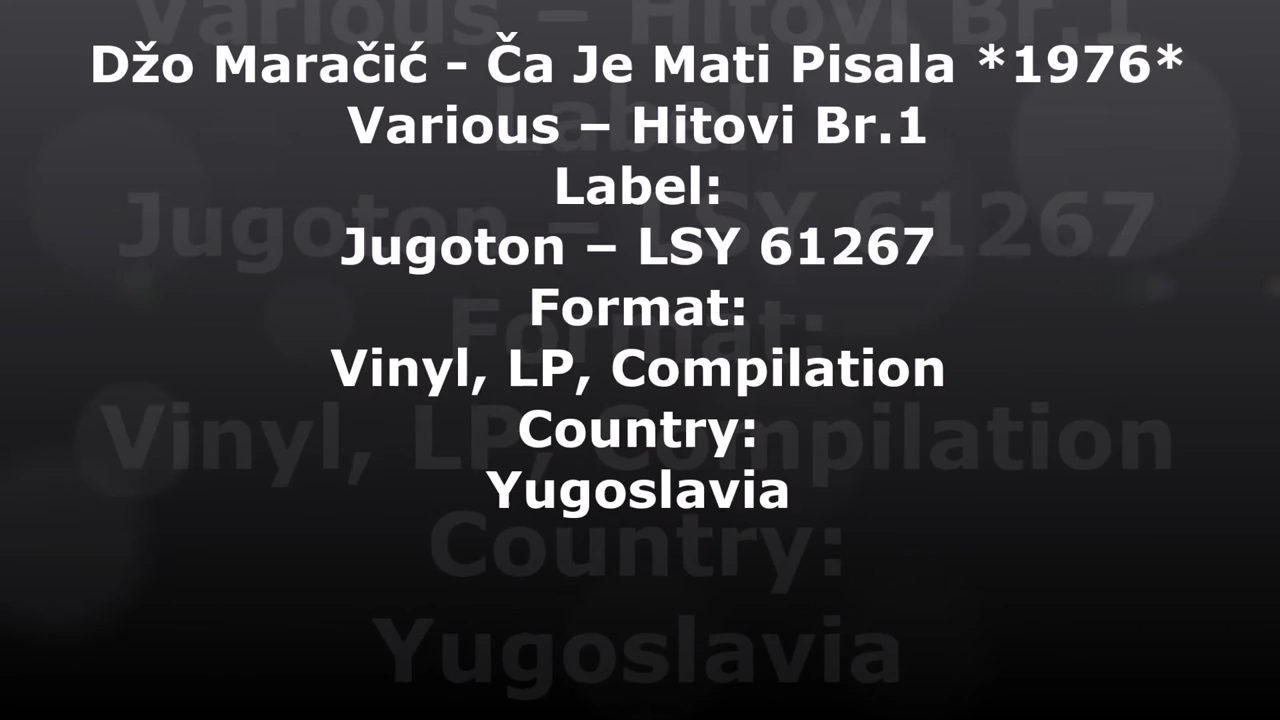 Džo Maračić - Ča Je Mati Pisala *1976*
Various – Hitovi Br.1
Label:
Jugoton – LSY 61267
Format:
Vinyl, LP, Compilation
Country:
Yugoslavia